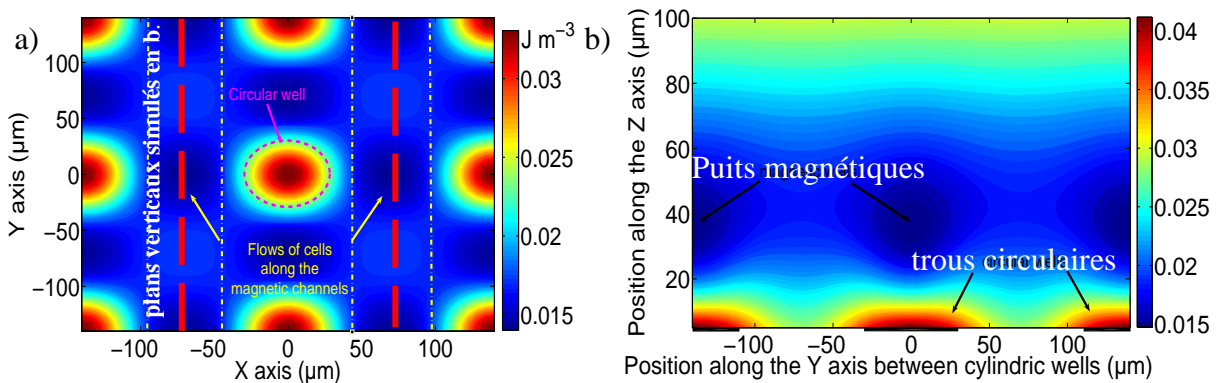 a)
J m−3
plans verticaux simulés en b.
Circular well
Flows of cells
along the
magnetic channels
Y axis (µm)
100
50
0
−50
−100
−100
−50
0
50
100
X axis (µm)
0.03
0.025
0.02
0.015
b)
Position along the Z axis (µm)
100
80
60
40
20
Puits magnétiques
trous circulaires
−100
−50
0
50
100
Position along the Y axis between cylindric wells (µm)
0.04
0.035
0.03
0.025
0.02
0.015